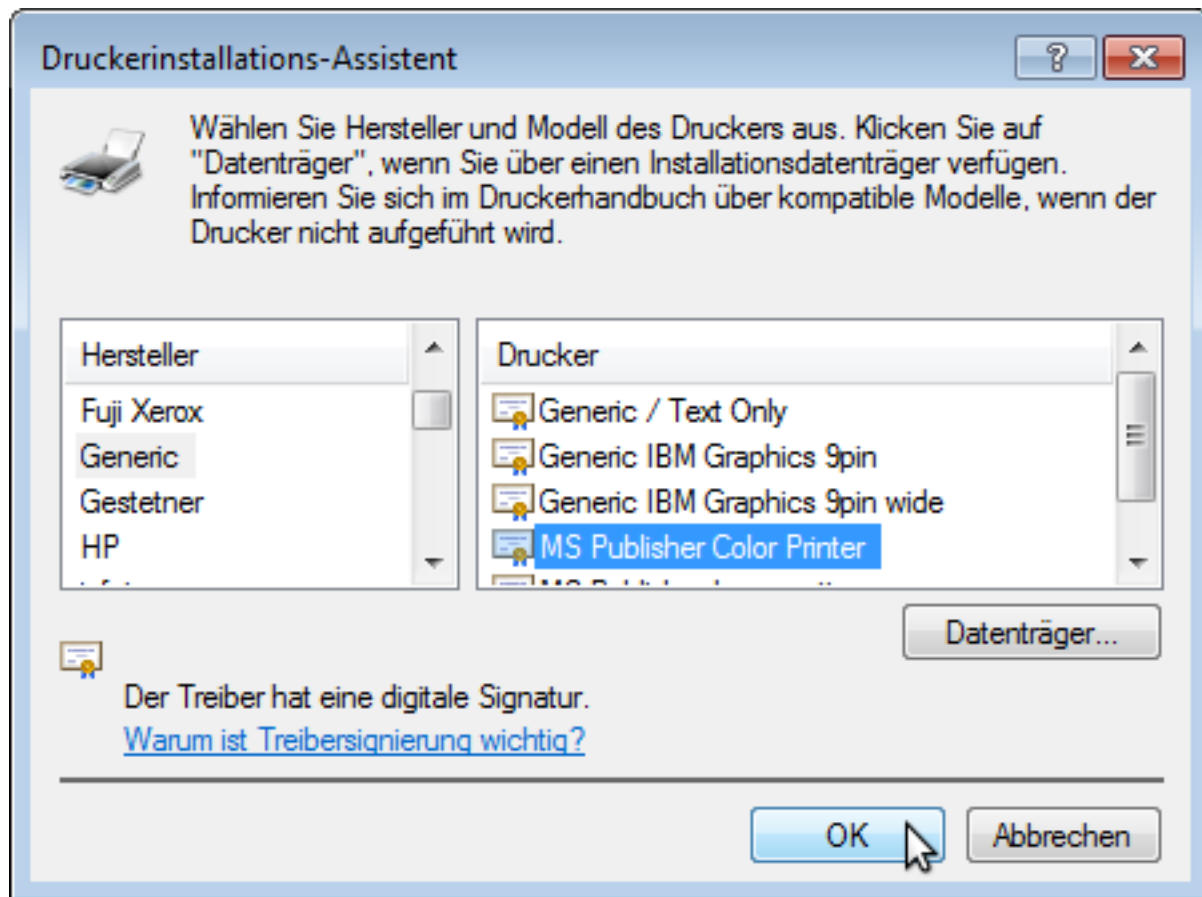 Druckerinstallations-Assistent
Wählen Sie Hersteller und Modell des Druckers aus. Klicken Sie auf
"Datenträger", wenn Sie über einen Installationsdatenträger verfügen.
Informieren Sie sich im Druckerhandbuch über kompatible Modelle, wenn der
Drucker nicht aufgeführt wird.
Hersteller
Fuji Xerox
Generic
Gestetner
HP
Drucker
Generic / Text Only
Generic IBM Graphics 9pin
Generic IBM Graphics 9pin wide
MS Publisher Color Printer
Datenträger...
Der Treiber hat eine digitale Signatur.
Warum ist Treibersignierung wichtig?
OK
Abbrechen